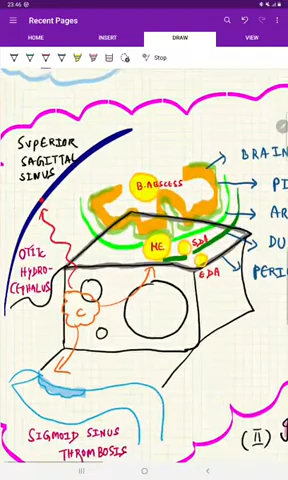 23:46
Recent Pages
HOME INSERT DRAW VIEW
Stop
SUPERIOR
SAGITTAL
SINUS
BRAIN
B.ABSCESS
PI
AR
DU
PERI
ME
SDA
EDA
OTIC
HYDRO-
CEPHALUS
C
SIGMOID SINUS
THROMBOSIS
(II)